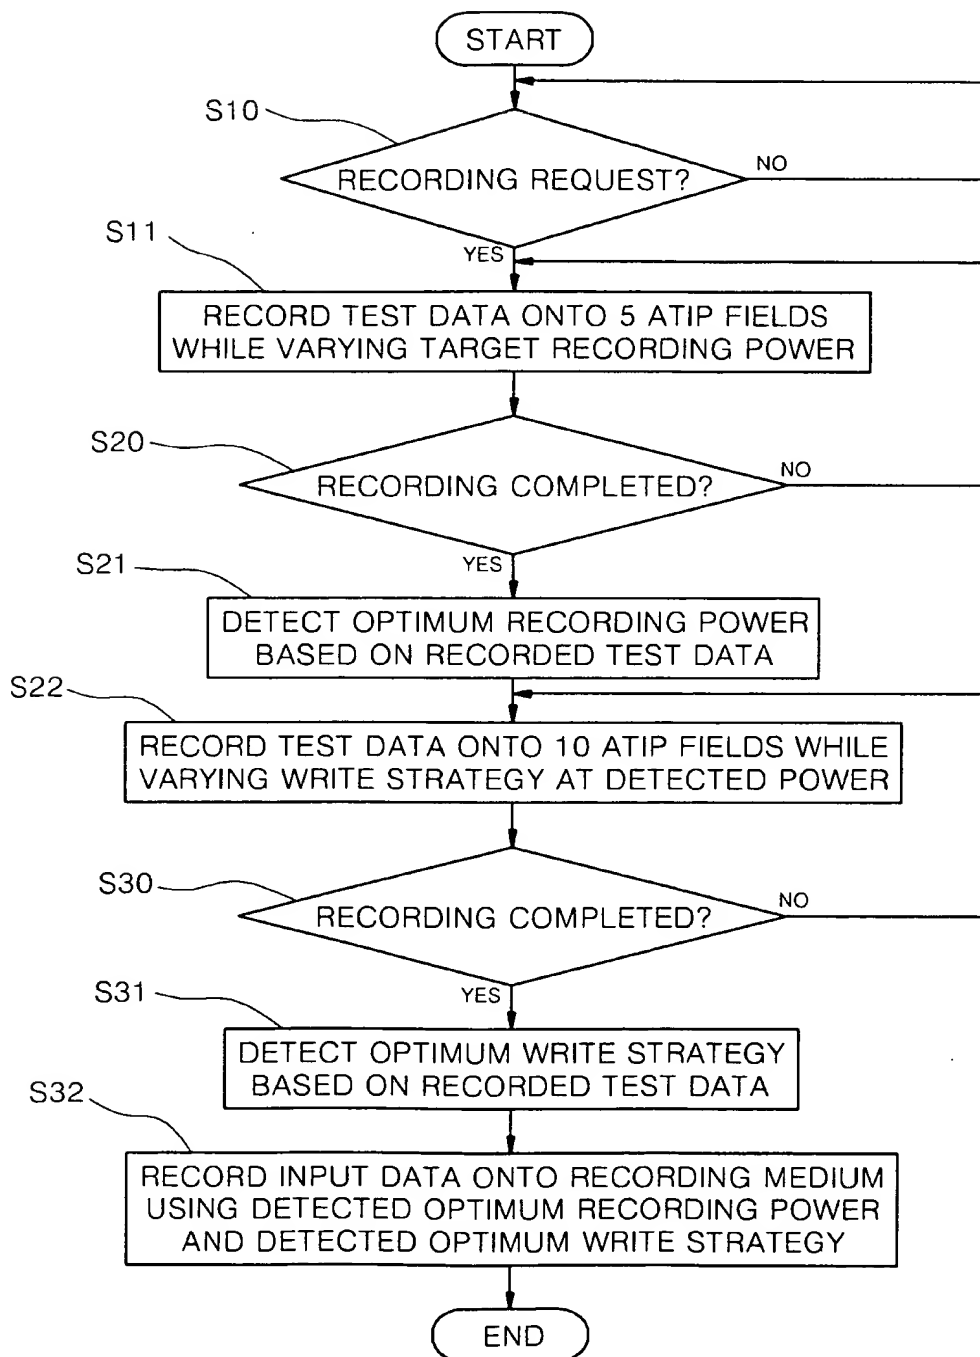 START
S10
RECORDING REQUEST?
NO
S11
YES
RECORD TEST DATA ONTO 5 ATIP FIELDS
WHILE VARYING TARGET RECORDING POWER
S20
RECORDING COMPLETED?
NO
YES
S21
DETECT OPTIMUM RECORDING POWER
BASED ON RECORDED TEST DATA
S22
RECORD TEST DATA ONTO 10 ATIP FIELDS WHILE
VARYING WRITE STRATEGY AT DETECTED POWER
S30
RECORDING COMPLETED?
NO
YES
S31
DETECT OPTIMUM WRITE STRATEGY
BASED ON RECORDED TEST DATA
S32
RECORD INPUT DATA ONTO RECORDING MEDIUM
USING DETECTED OPTIMUM RECORDING POWER
AND DETECTED OPTIMUM WRITE STRATEGY
END